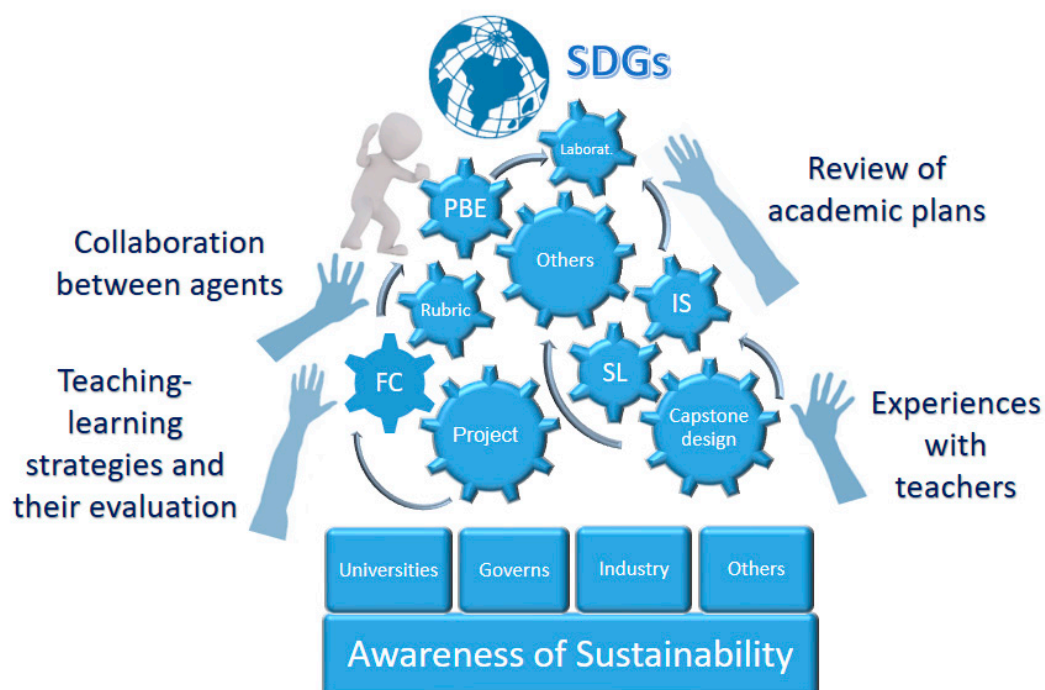 SDGs
Laborat.
PBE
Review of
academic plans
Collaboration
between agents
Others
Rubric
IS
FC
SL
Teaching-
learning
strategies and
their evaluation
Project
Capstone
design
Experiences
with
teachers
Universities
Governs
Industry
Others
Awareness of Sustainability